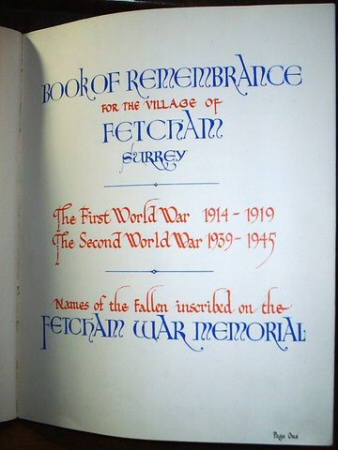 Book of Remembrance
for the village of
Fetcham
Surrey
The First World War 1914 - 1919
The Second World War 1939 - 1945
Names of the Fallen inscribed on the
Fetcham War Memorial
Page One